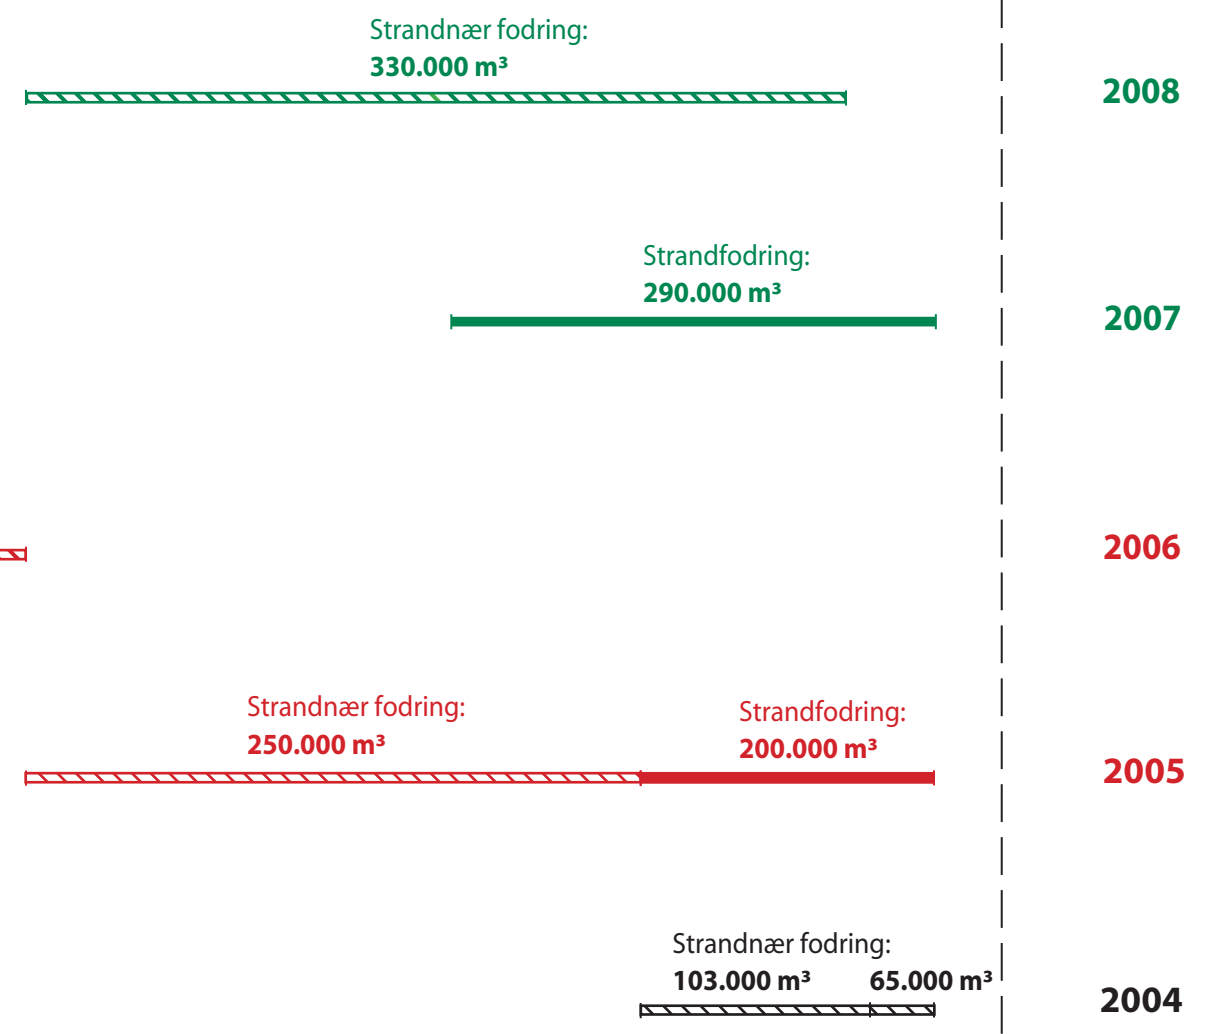 Strandnær fodring:
330.000 m³
2008
Strandfodring:
290.000 m³
2007
2006
Strandnær fodring:
250.000 m³
Strandfodring:
200.000 m³
2005
Strandnær fodring:
103.000 m³ 65.000 m³
2004